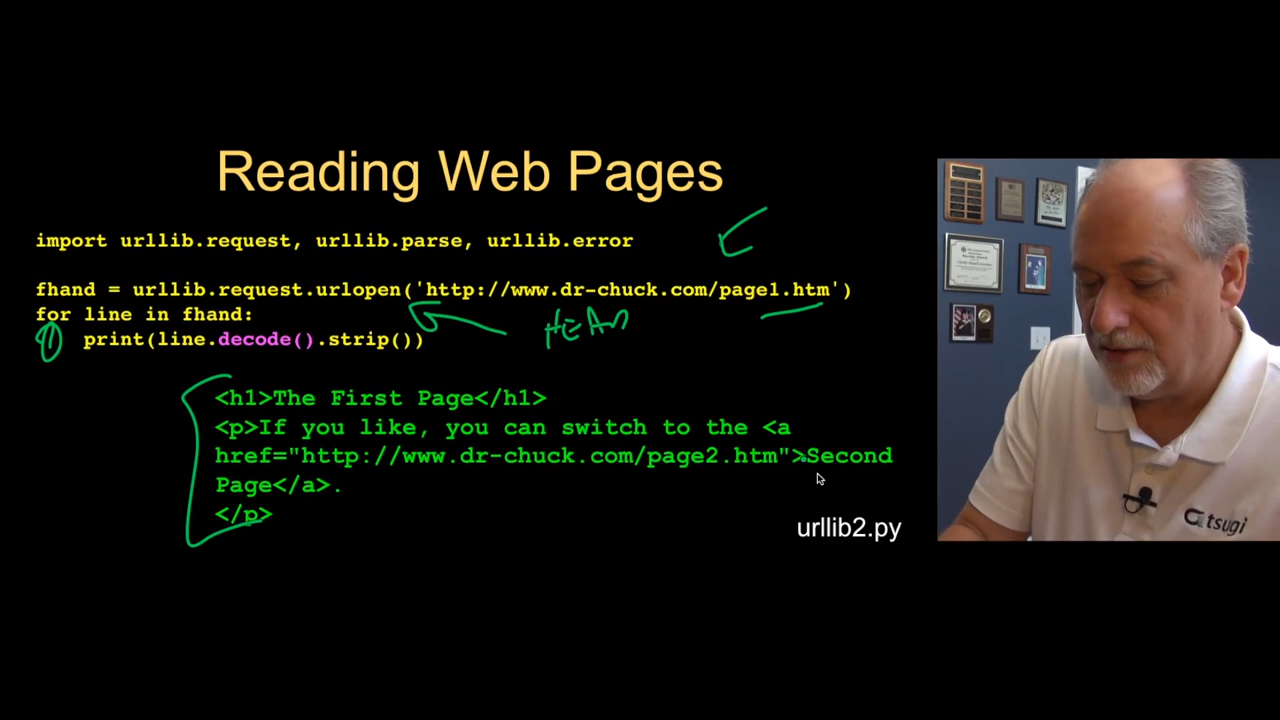 Reading Web Pages
import urllib.request, urllib.parse, urllib.error
fhand = urllib.request.urlopen('http://www.dr-chuck.com/page1.htm')
for line in fhand:
print(line.decode().strip())
HEAD
<h1>The First Page</h1>
<p>If you like, you can switch to the <a
href="http://www.dr-chuck.com/page2.htm">Second
Page</a>.
</p>
urllib2.py
tsugi